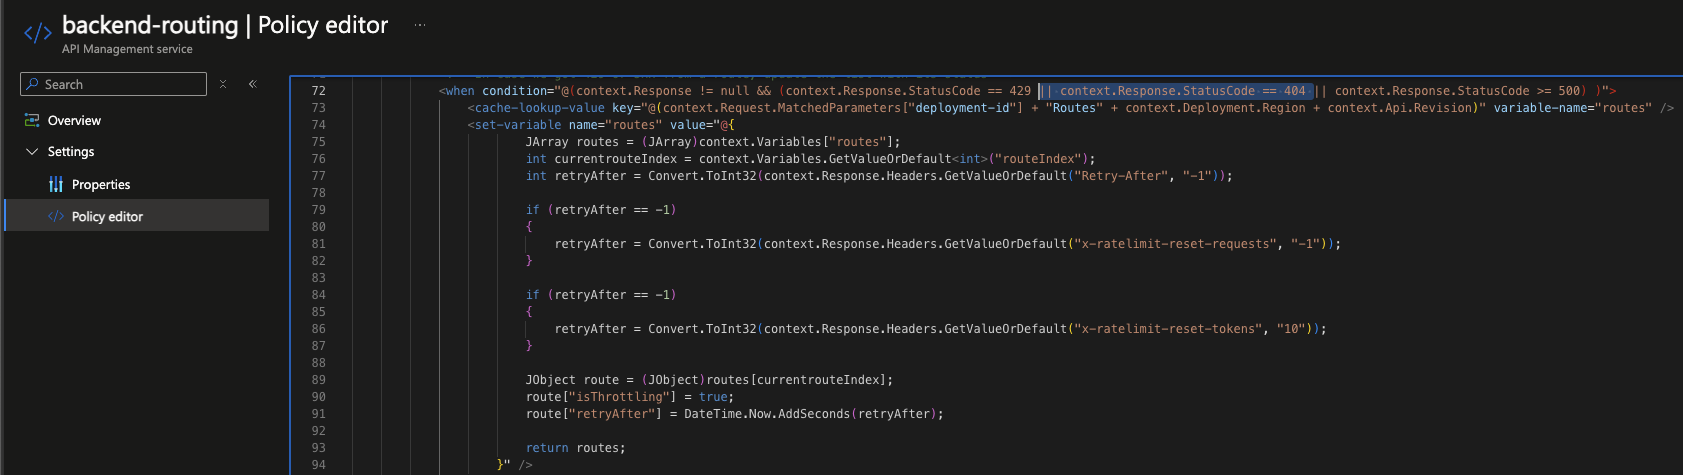 backend-routing | Policy editor ...
API Management service
Search
Overview
Settings
Properties
Policy editor
72 <when condition="@(context.Response != null && (context.Response.StatusCode == 429 || context.Response.StatusCode == 404 || context.Response.StatusCode >= 500) )">
73 <cache-lookup-value key="@(context.Request.MatchedParameters["deployment-id"] + "Routes" + context.Deployment.Region + context.Api.Revision)" variable-name="routes" />
74 <set-variable name="routes" value="@{
75 JArray routes = (JArray)context.Variables["routes"];
76 int currentrouteIndex = context.Variables.GetValueOrDefault<int>("routeIndex");
77 int retryAfter = Convert.ToInt32(context.Response.Headers.GetValueOrDefault("Retry-After", "-1"));
78
79 if (retryAfter == -1)
80 {
81 retryAfter = Convert.ToInt32(context.Response.Headers.GetValueOrDefault("x-ratelimit-reset-requests", "-1"));
82 }
83
84 if (retryAfter == -1)
85 {
86 retryAfter = Convert.ToInt32(context.Response.Headers.GetValueOrDefault("x-ratelimit-reset-tokens", "10"));
87 }
88
89 JObject route = (JObject)routes[currentrouteIndex];
90 route["isThrottling"] = true;
91 route["retryAfter"] = DateTime.Now.AddSeconds(retryAfter);
92
93 return routes;
94 }" />